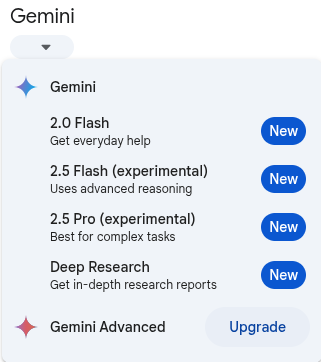 Gemini
Gemini
2.0 Flash
Get everyday help
New
2.5 Flash (experimental)
Uses advanced reasoning
New
2.5 Pro (experimental)
Best for complex tasks
New
Deep Research
Get in-depth research reports
New
Gemini Advanced
Upgrade